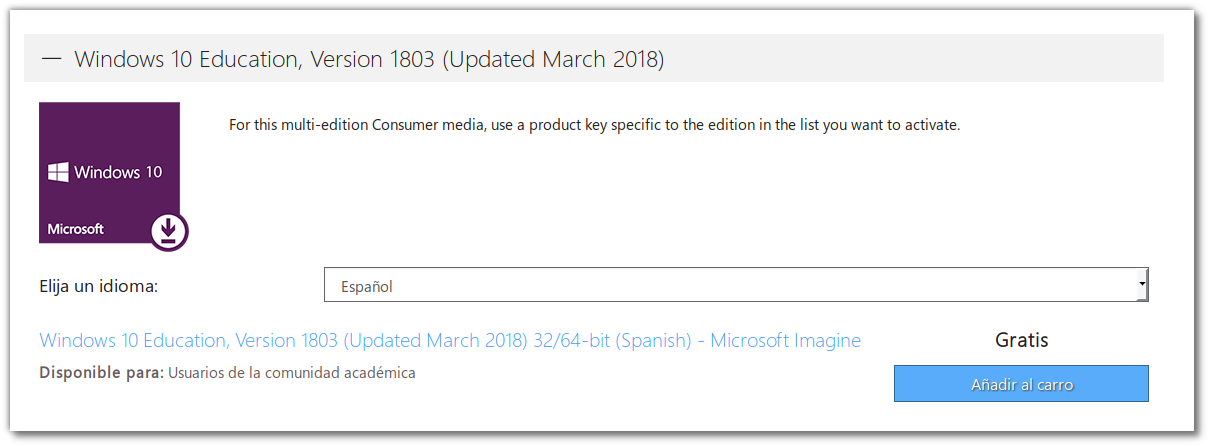 — Windows 10 Education, Version 1803 (Updated March 2018)
For this multi-edition Consumer media, use a product key specific to the edition in the list you want to activate.
Windows 10
Microsoft
Elija un idioma:
Español
Windows 10 Education, Version 1803 (Updated March 2018) 32/64-bit (Spanish) - Microsoft Imagine
Gratis
Disponible para: Usuarios de la comunidad académica
Añadir al carro